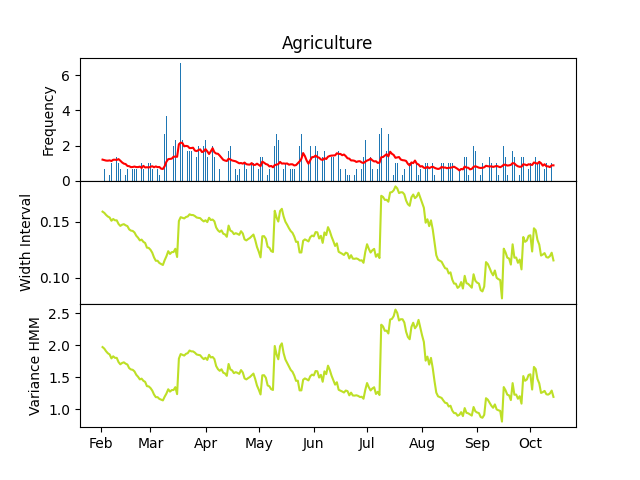 Agriculture
Frequency
6
4
2
0
Width Interval
0.15
0.10
Variance HMM
2.5
2.0
1.5
1.0
Feb Mar Apr May Jun Jul Aug Sep Oct